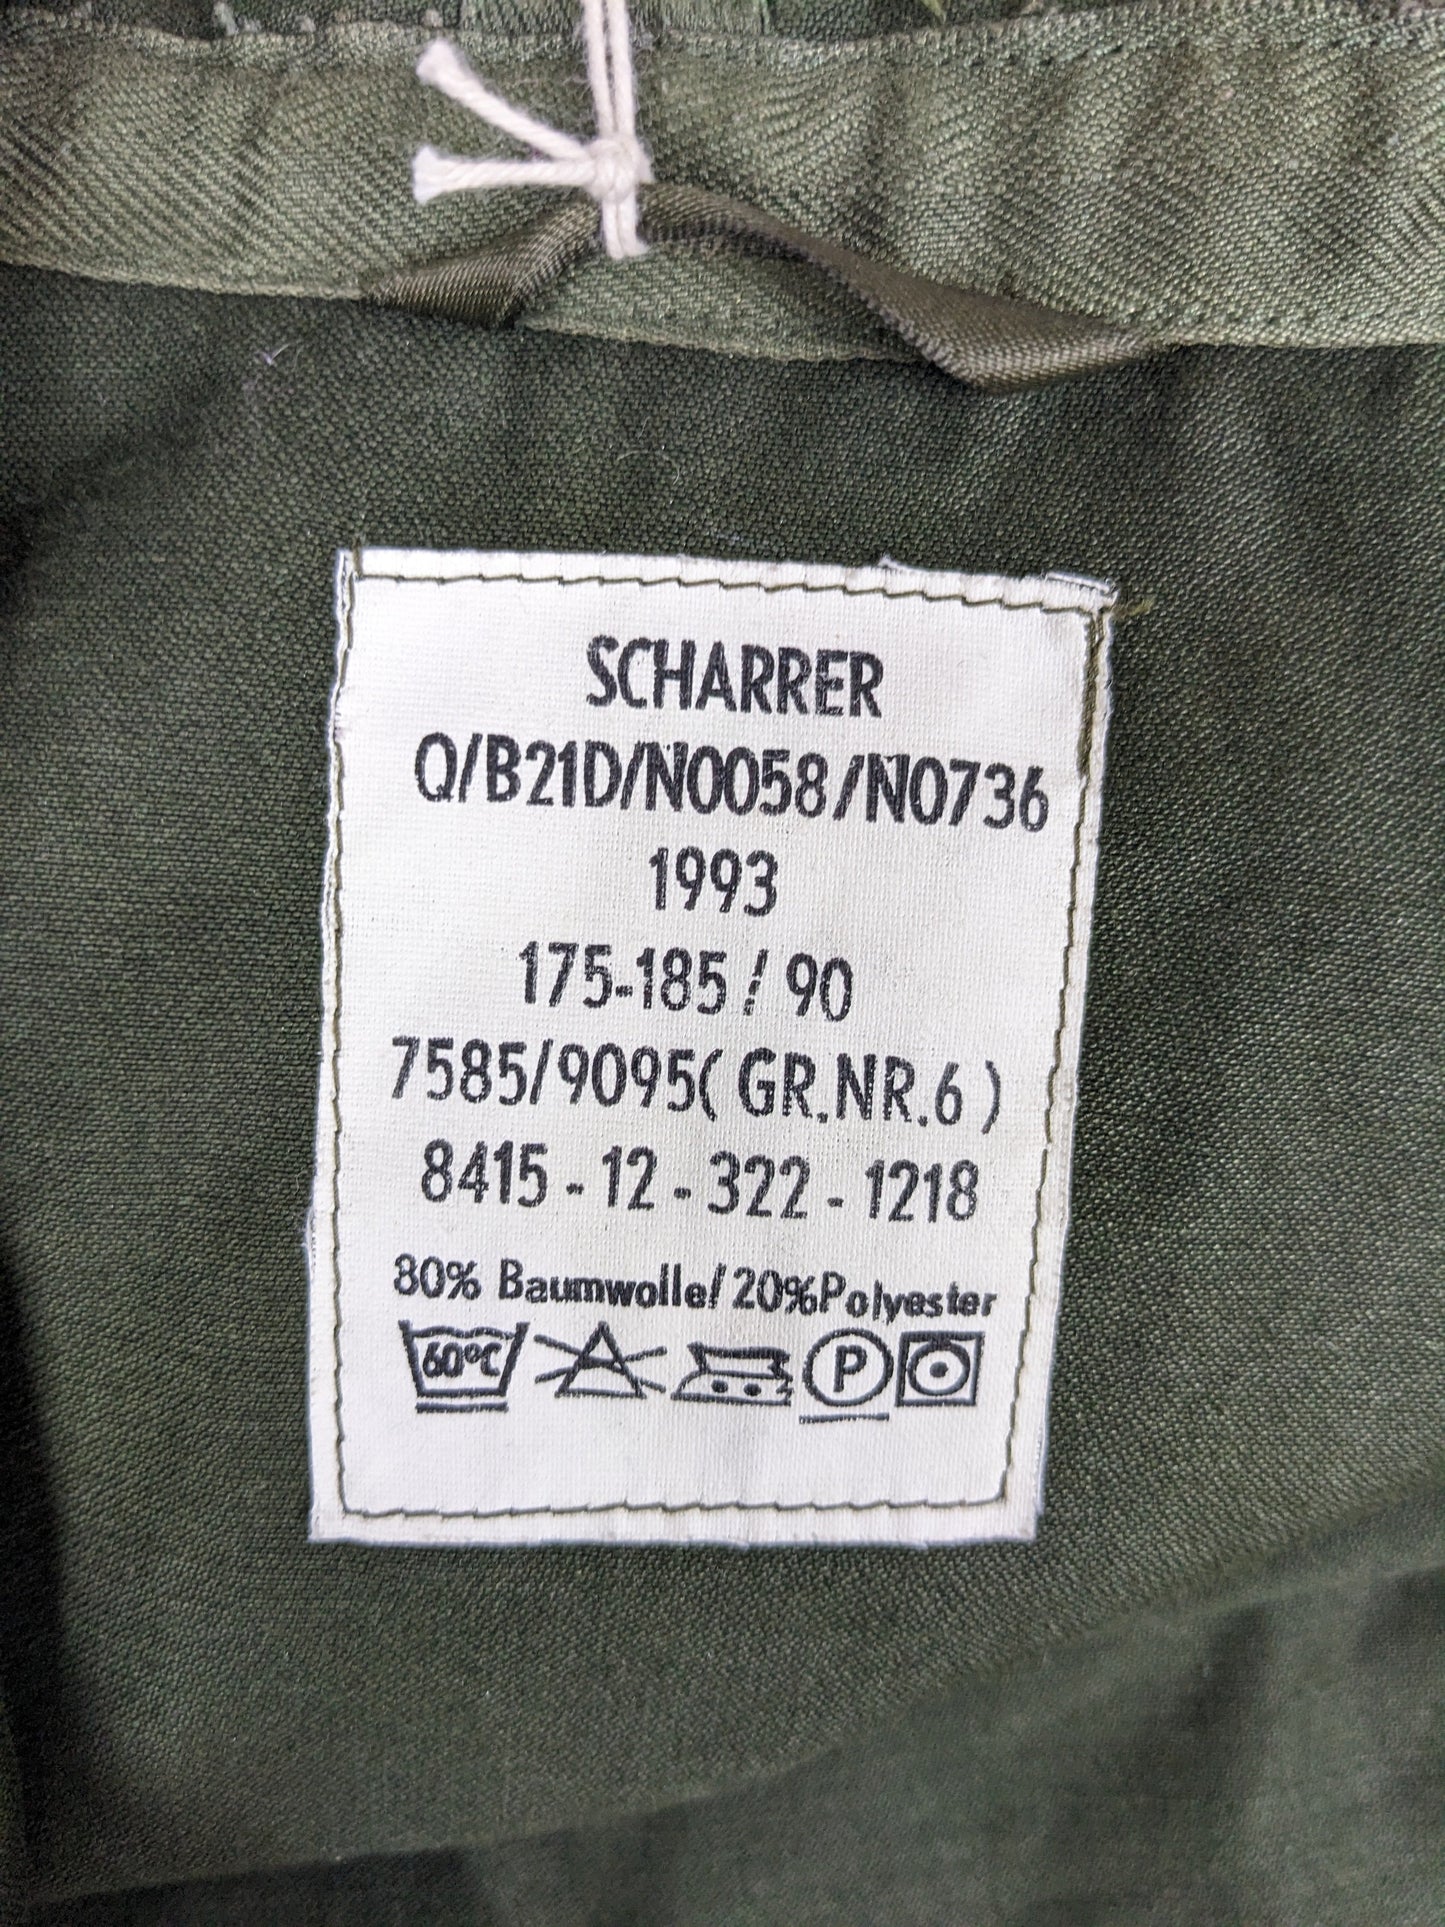 SCHARRER
Q/B21D/N0058/N0736
1993
175-185 / 90
7585/9095( GR.NR.6 )
8415 - 12 - 322 - 1218
80% Baumwolle/ 20%Polyester
60°C P